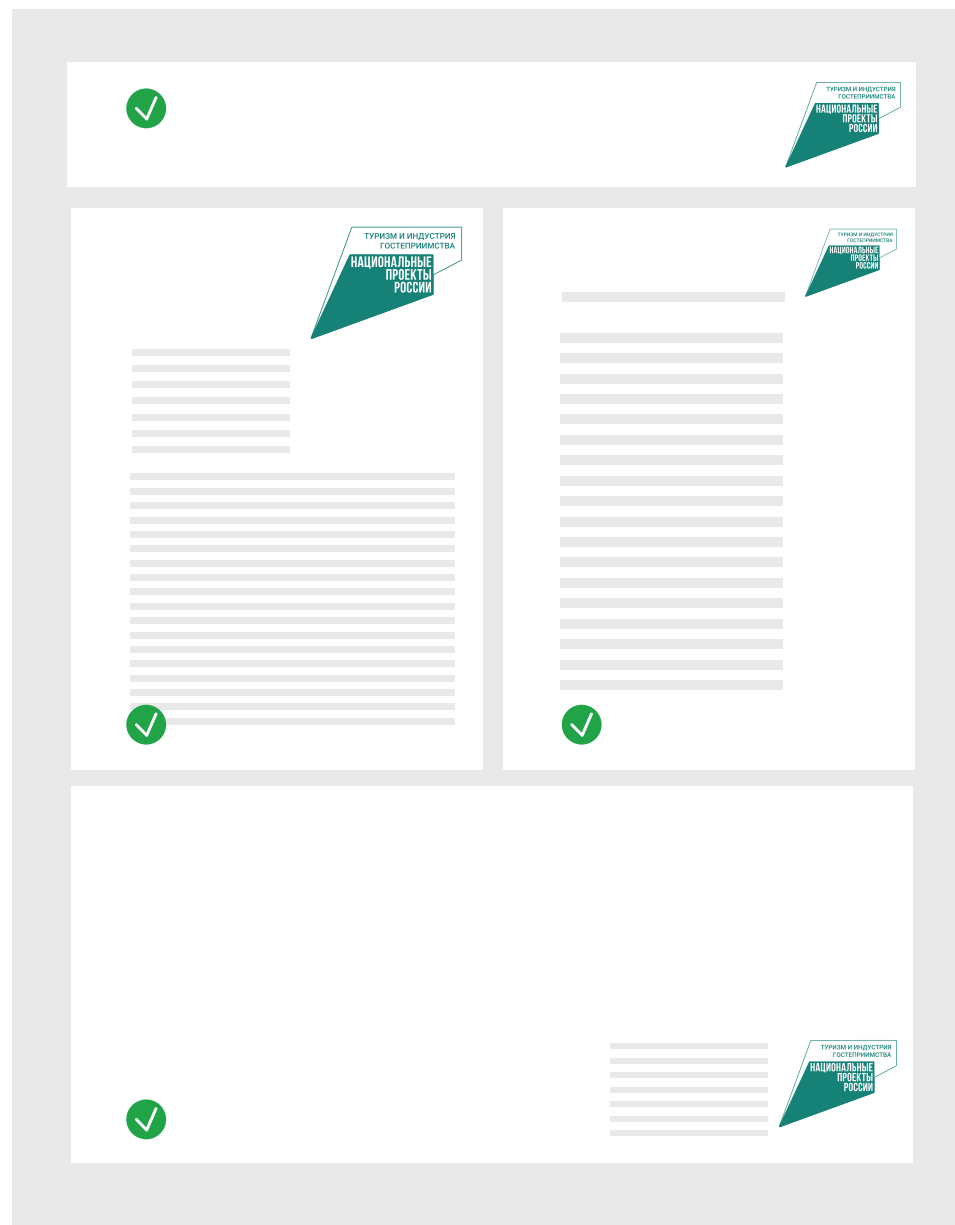 ТУРИЗМ И ИНДУСТРИЯ
ГОСТЕПРИИМСТВА
НАЦИОНАЛЬНЫЕ
ПРОЕКТЫ
РОССИИ
ТУРИЗМ И ИНДУСТРИЯ
ГОСТЕПРИИМСТВА
НАЦИОНАЛЬНЫЕ
ПРОЕКТЫ
РОССИИ
ТУРИЗМ И ИНДУСТРИЯ
ГОСТЕПРИИМСТВА
НАЦИОНАЛЬНЫЕ
ПРОЕКТЫ
РОССИИ
ТУРИЗМ И ИНДУСТРИЯ
ГОСТЕПРИИМСТВА
НАЦИОНАЛЬНЫЕ
ПРОЕКТЫ
РОССИИ